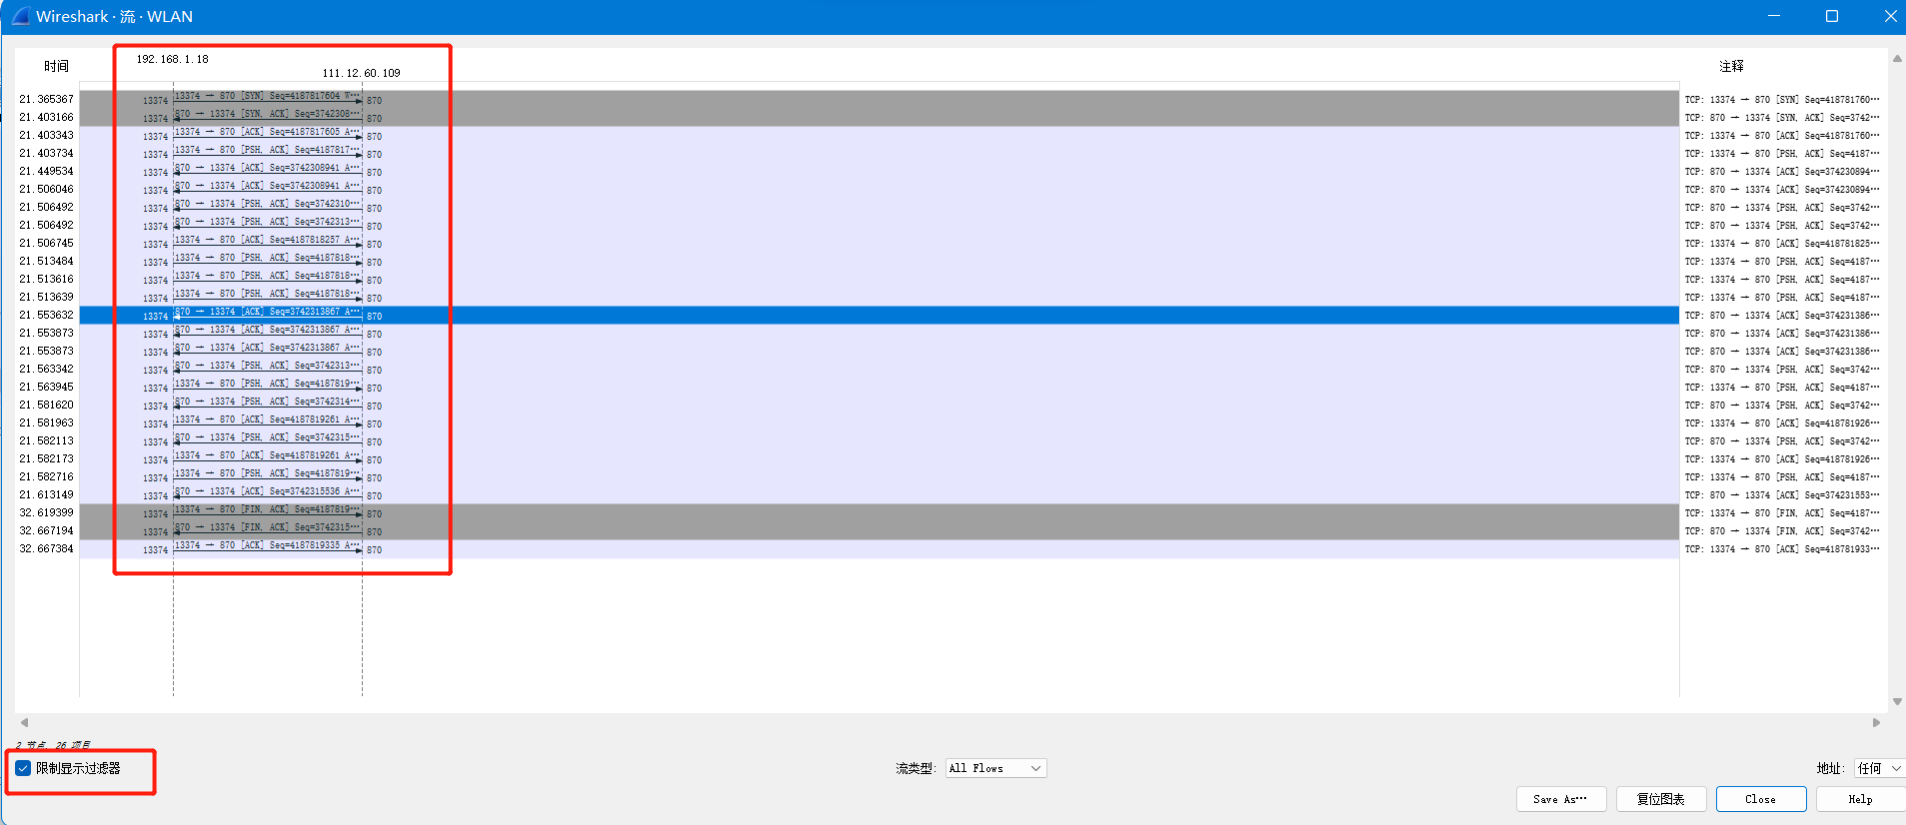 Wireshark · 流 · WLAN
时间 192.168.1.18 111.12.60.109 注释
21.365367 13374 13374 → 870 [SYN] Seq=4187817604 W… 870 TCP: 13374 → 870 [SYN] Seq=418781760…
21.403166 13374 870 → 13374 [SYN, ACK] Seq=3742308… 870 TCP: 870 → 13374 [SYN, ACK] Seq=3742…
21.403343 13374 13374 → 870 [ACK] Seq=4187817605 A… 870 TCP: 13374 → 870 [ACK] Seq=418781760…
21.403734 13374 13374 → 870 [PSH, ACK] Seq=4187817… 870 TCP: 13374 → 870 [PSH, ACK] Seq=4187…
21.449534 13374 870 → 13374 [ACK] Seq=3742308941 A… 870 TCP: 870 → 13374 [ACK] Seq=374230894…
21.506046 13374 870 → 13374 [ACK] Seq=3742308941 A… 870 TCP: 870 → 13374 [ACK] Seq=374230894…
21.506492 13374 870 → 13374 [PSH, ACK] Seq=3742310… 870 TCP: 870 → 13374 [PSH, ACK] Seq=3742…
21.506492 13374 870 → 13374 [PSH, ACK] Seq=3742313… 870 TCP: 870 → 13374 [PSH, ACK] Seq=3742…
21.506745 13374 13374 → 870 [ACK] Seq=4187818257 A… 870 TCP: 13374 → 870 [ACK] Seq=418781825…
21.513484 13374 13374 → 870 [PSH, ACK] Seq=4187818… 870 TCP: 13374 → 870 [PSH, ACK] Seq=4187…
21.513616 13374 13374 → 870 [PSH, ACK] Seq=4187818… 870 TCP: 13374 → 870 [PSH, ACK] Seq=4187…
21.513639 13374 13374 → 870 [PSH, ACK] Seq=4187818… 870 TCP: 13374 → 870 [PSH, ACK] Seq=4187…
21.553632 13374 870 → 13374 [ACK] Seq=3742313867 A… 870 TCP: 870 → 13374 [ACK] Seq=374231386…
21.553873 13374 870 → 13374 [ACK] Seq=3742313867 A… 870 TCP: 870 → 13374 [ACK] Seq=374231386…
21.553873 13374 870 → 13374 [ACK] Seq=3742313867 A… 870 TCP: 870 → 13374 [ACK] Seq=374231386…
21.563342 13374 870 → 13374 [PSH, ACK] Seq=3742313… 870 TCP: 870 → 13374 [PSH, ACK] Seq=3742…
21.563945 13374 13374 → 870 [PSH, ACK] Seq=4187819… 870 TCP: 13374 → 870 [PSH, ACK] Seq=4187…
21.581620 13374 870 → 13374 [PSH, ACK] Seq=3742314… 870 TCP: 870 → 13374 [PSH, ACK] Seq=3742…
21.581963 13374 13374 → 870 [ACK] Seq=4187819261 A… 870 TCP: 13374 → 870 [ACK] Seq=418781926…
21.582113 13374 870 → 13374 [PSH, ACK] Seq=3742315… 870 TCP: 870 → 13374 [PSH, ACK] Seq=3742…
21.582173 13374 13374 → 870 [ACK] Seq=4187819261 A… 870 TCP: 13374 → 870 [ACK] Seq=418781926…
21.582716 13374 13374 → 870 [PSH, ACK] Seq=4187819… 870 TCP: 13374 → 870 [PSH, ACK] Seq=4187…
21.613149 13374 870 → 13374 [ACK] Seq=3742315536 A… 870 TCP: 870 → 13374 [ACK] Seq=374231553…
32.619399 13374 13374 → 870 [FIN, ACK] Seq=4187819… 870 TCP: 13374 → 870 [FIN, ACK] Seq=4187…
32.667194 13374 870 → 13374 [FIN, ACK] Seq=3742315… 870 TCP: 870 → 13374 [FIN, ACK] Seq=3742…
32.667384 13374 13374 → 870 [ACK] Seq=4187819335 A… 870 TCP: 13374 → 870 [ACK] Seq=418781933…
2 节点, 26 项目
限制显示过滤器 流类型: All Flows 地址: 任何
Save As… 复位图表 Close Help